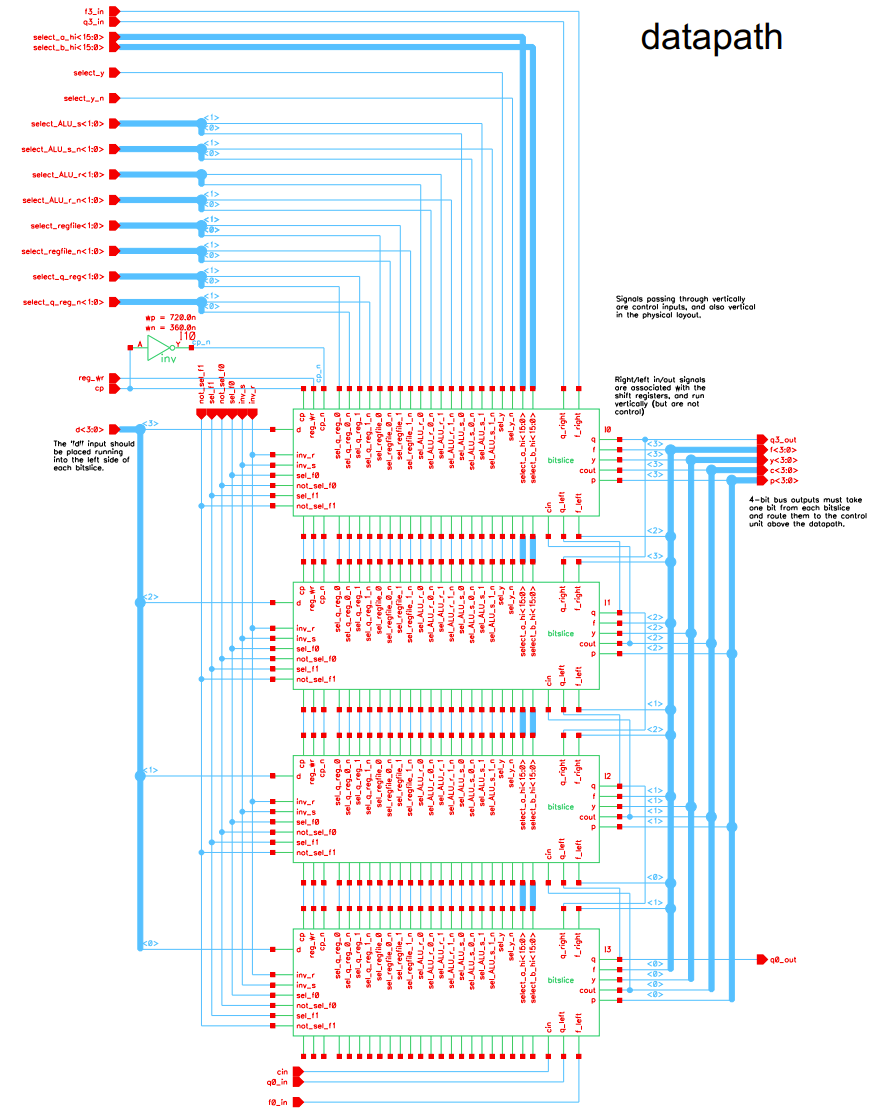 datapath
f3_in
q3_in
select_a_hi<15:0>
select_b_hi<15:0>
select_y
select_y_n
select_ALU_s<1:0>
<1>
<0>
select_ALU_s_n<1:0>
<1>
<0>
select_ALU_r<1:0>
select_ALU_r_n<1:0>
<1>
<0>
select_regfile<1:0>
<1>
<0>
select_regfile_n<1:0>
<1>
<0>
select_q_reg<1:0>
<1>
<0>
select_q_reg_n<1:0>
<1>
<0>
Signals passing through vertically
are control inputs, and also vertical
in the physical layout.
wp = 720.0n
wn = 360.0n
I10
A
Y
cp_n
inv
cp_n
reg_wr
cp
not_sel_f1
sel_f1
not_sel_f0
sel_f0
inv_s
inv_r
Right/left in/out signals
are associated with the
shift registers, and run
vertically (but are not
control)
d<3:0>
The "d" input should
be placed running
into the left side of
each bitslice.
<3>
I0
cp
reg_wr
cp_n
sel_q_reg_0
sel_q_reg_0_n
sel_q_reg_1
sel_q_reg_1_n
sel_regfile_0
sel_regfile_0_n
sel_regfile_1
sel_regfile_1_n
sel_ALU_r_0
sel_ALU_r_0_n
sel_ALU_r_1
sel_ALU_r_1_n
sel_ALU_s_0
sel_ALU_s_0_n
sel_ALU_s_1
sel_ALU_s_1_n
sel_y
sel_y_n
select_a_hi<15:0>
select_b_hi<15:0>
q_right
f_right
d
inv_r
inv_s
sel_f0
not_sel_f0
sel_f1
not_sel_f1
bitslice
cin
q_left
f_left
q
f
y
cout
p
<3>
<3>
<3>
<3>
q3_out
f<3:0>
y<3:0>
c<3:0>
p<3:0>
4-bit bus outputs must take
one bit from each bitslice
and route them to the control
unit above the datapath.
<2>
<3>
<2>
I1
cp
reg_wr
cp_n
sel_q_reg_0
sel_q_reg_0_n
sel_q_reg_1
sel_q_reg_1_n
sel_regfile_0
sel_regfile_0_n
sel_regfile_1
sel_regfile_1_n
sel_ALU_r_0
sel_ALU_r_0_n
sel_ALU_r_1
sel_ALU_r_1_n
sel_ALU_s_0
sel_ALU_s_0_n
sel_ALU_s_1
sel_ALU_s_1_n
sel_y
sel_y_n
select_a_hi<15:0>
select_b_hi<15:0>
q_right
f_right
d
inv_r
inv_s
sel_f0
not_sel_f0
sel_f1
not_sel_f1
bitslice
cin
q_left
f_left
q
f
y
cout
p
<2>
<2>
<2>
<2>
<1>
<2>
<1>
I2
cp
reg_wr
cp_n
sel_q_reg_0
sel_q_reg_0_n
sel_q_reg_1
sel_q_reg_1_n
sel_regfile_0
sel_regfile_0_n
sel_regfile_1
sel_regfile_1_n
sel_ALU_r_0
sel_ALU_r_0_n
sel_ALU_r_1
sel_ALU_r_1_n
sel_ALU_s_0
sel_ALU_s_0_n
sel_ALU_s_1
sel_ALU_s_1_n
sel_y
sel_y_n
select_a_hi<15:0>
select_b_hi<15:0>
q_right
f_right
d
inv_r
inv_s
sel_f0
not_sel_f0
sel_f1
not_sel_f1
bitslice
cin
q_left
f_left
q
f
y
cout
p
<1>
<1>
<1>
<1>
<0>
<1>
<0>
I3
cp
reg_wr
cp_n
sel_q_reg_0
sel_q_reg_0_n
sel_q_reg_1
sel_q_reg_1_n
sel_regfile_0
sel_regfile_0_n
sel_regfile_1
sel_regfile_1_n
sel_ALU_r_0
sel_ALU_r_0_n
sel_ALU_r_1
sel_ALU_r_1_n
sel_ALU_s_0
sel_ALU_s_0_n
sel_ALU_s_1
sel_ALU_s_1_n
sel_y
sel_y_n
select_a_hi<15:0>
select_b_hi<15:0>
q_right
f_right
d
inv_r
inv_s
sel_f0
not_sel_f0
sel_f1
not_sel_f1
bitslice
cin
q_left
f_left
q
f
y
cout
p
<0>
<0>
<0>
<0>
q0_out
cin
q0_in
f0_in